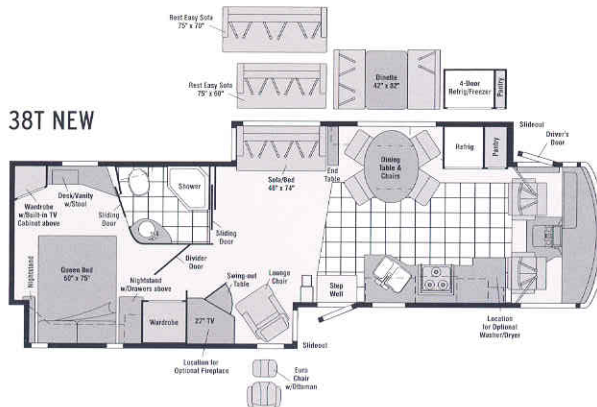 Rest Easy Sofa
75" x 70"
Rest Easy Sofa
75" x 60"
Dinette
42" x 82"
4-Door
Refrig/Freezer
Pantry
38T NEW
Slideout
Driver's
Door
Refrig
Pantry
Dining
Table &
Chairs
End
Table
Sofa/Bed
48" x 74"
Desk/Vanity
w/Stool
Shower
Wardrobe
w/Built-in TV
Cabinet above
Sliding
Door
Sliding
Door
Divider
Door
Nightstand
Queen Bed
60" x 75"
Nightstand
w/Drawers above
Swing-out
Table
Lounge
Chair
Step
Well
Wardrobe
27" TV
Location for
Optional Fireplace
Slideout
Location
for Optional
Washer/Dryer
Euro
Chair
w/Ottoman